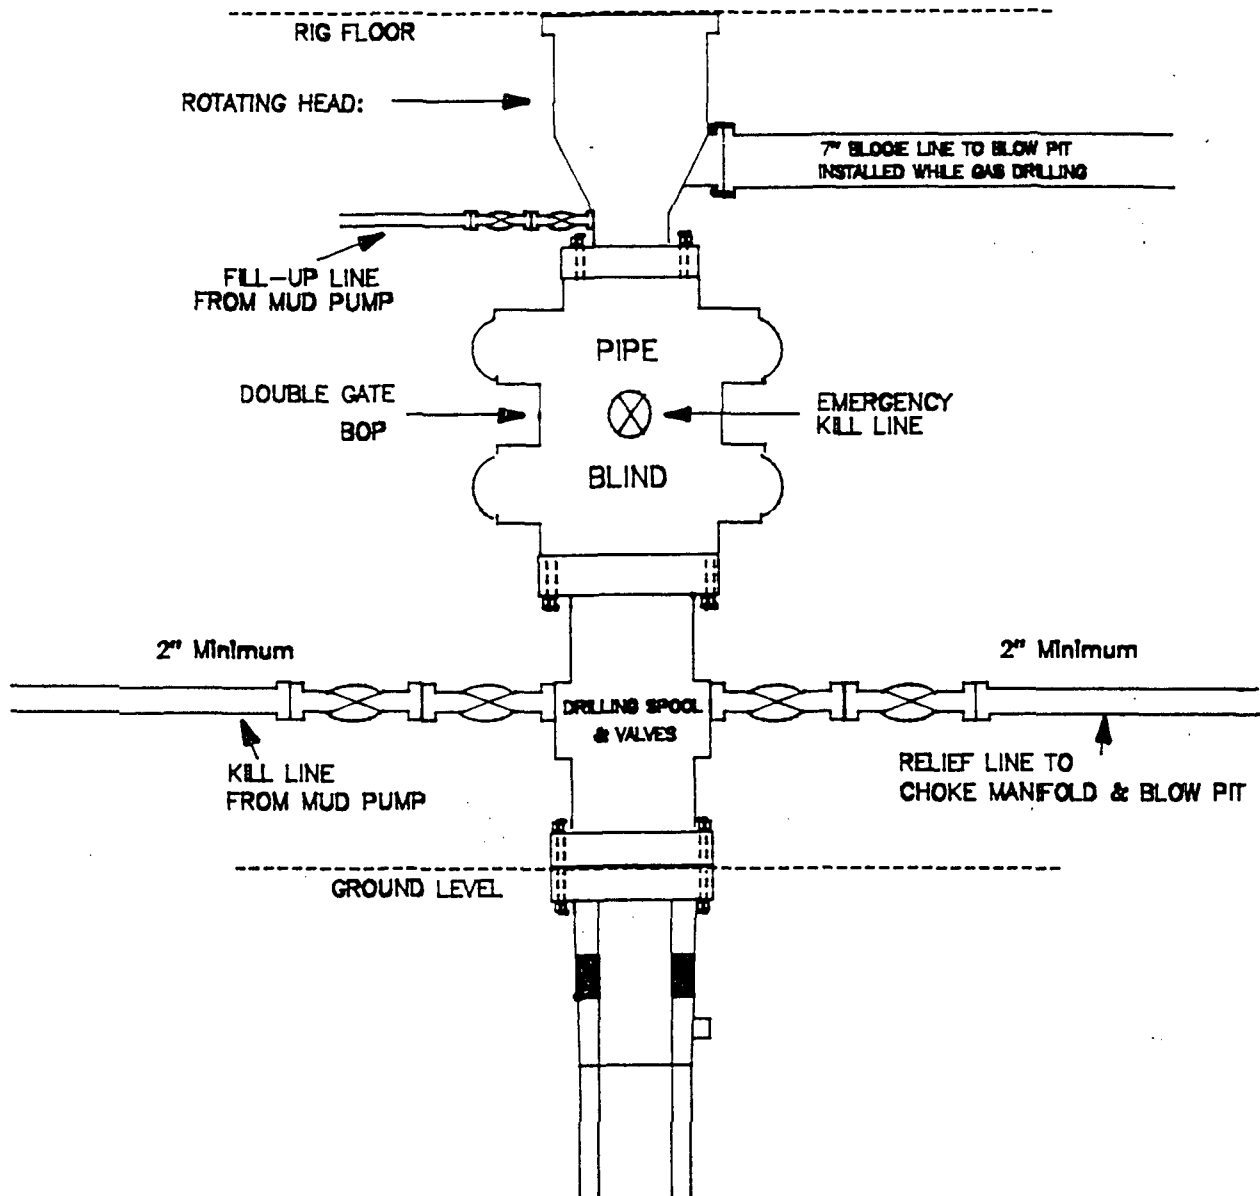 RIG FLOOR
ROTATING HEAD:
7" BLOOIE LINE TO BLOW PIT
INSTALLED WHILE GAS DRILLING
FILL-UP LINE
FROM MUD PUMP
PIPE
DOUBLE GATE
BOP
EMERGENCY
KILL LINE
BLIND
2" Minimum
2" Minimum
DRILLING SPOOL
& VALVES
KILL LINE
FROM MUD PUMP
RELIEF LINE TO
CHOKE MANIFOLD & BLOW PIT
GROUND LEVEL